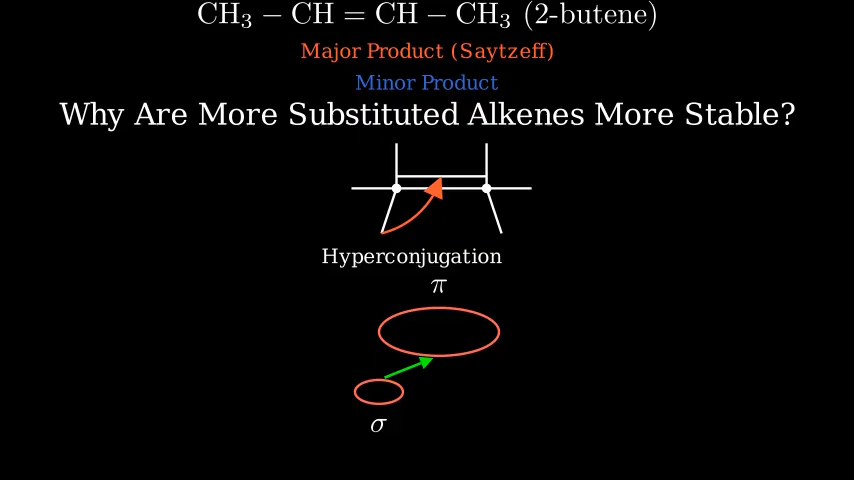 CH₃ − CH = CH − CH₃ (2-butene)
Major Product (Saytzeff)
Minor Product
Why Are More Substituted Alkenes More Stable?
Hyperconjugation
π
σ